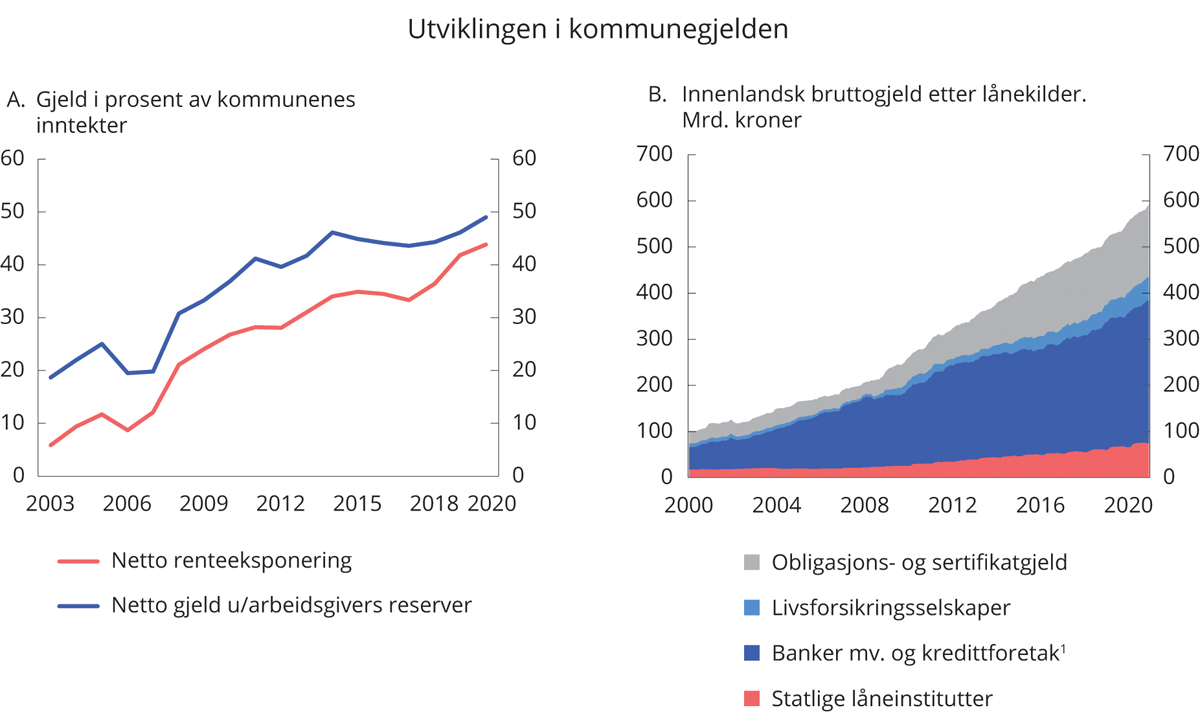 Utviklingen i kommunegjelden
A. Gjeld i prosent av kommunenes
inntekter
60 60
50 50
40 40
30 30
20 20
10 10
0 0
2003 2006 2009 2012 2015 2018 2020
Netto renteeksponering
Netto gjeld u/arbeidsgivers reserver
B. Innenlandsk bruttogjeld etter lånekilder.
Mrd. kroner
700 700
600 600
500 500
400 400
300 300
200 200
100 100
0 0
2000 2004 2008 2012 2016 2020
Obligasjons- og sertifikatgjeld
Livsforsikringsselskaper
Banker mv. og kredittforetak¹
Statlige låneinstitutter